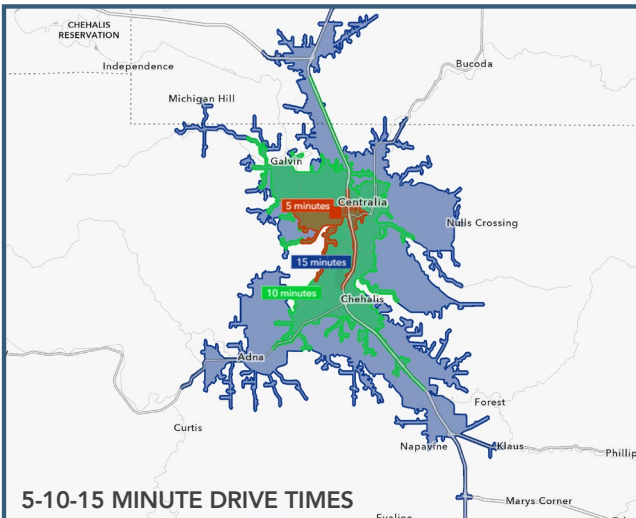 CHEHALIS
RESERVATION
Independence
Bucoda
Michigan Hill
Galvin
5 minutes
Centralia
Nulls Crossing
15 minutes
10 minutes
Chehalis
Adna
Forest
Curtis
Napavine
Klaus
5-10-15 MINUTE DRIVE TIMES
Marys Corner